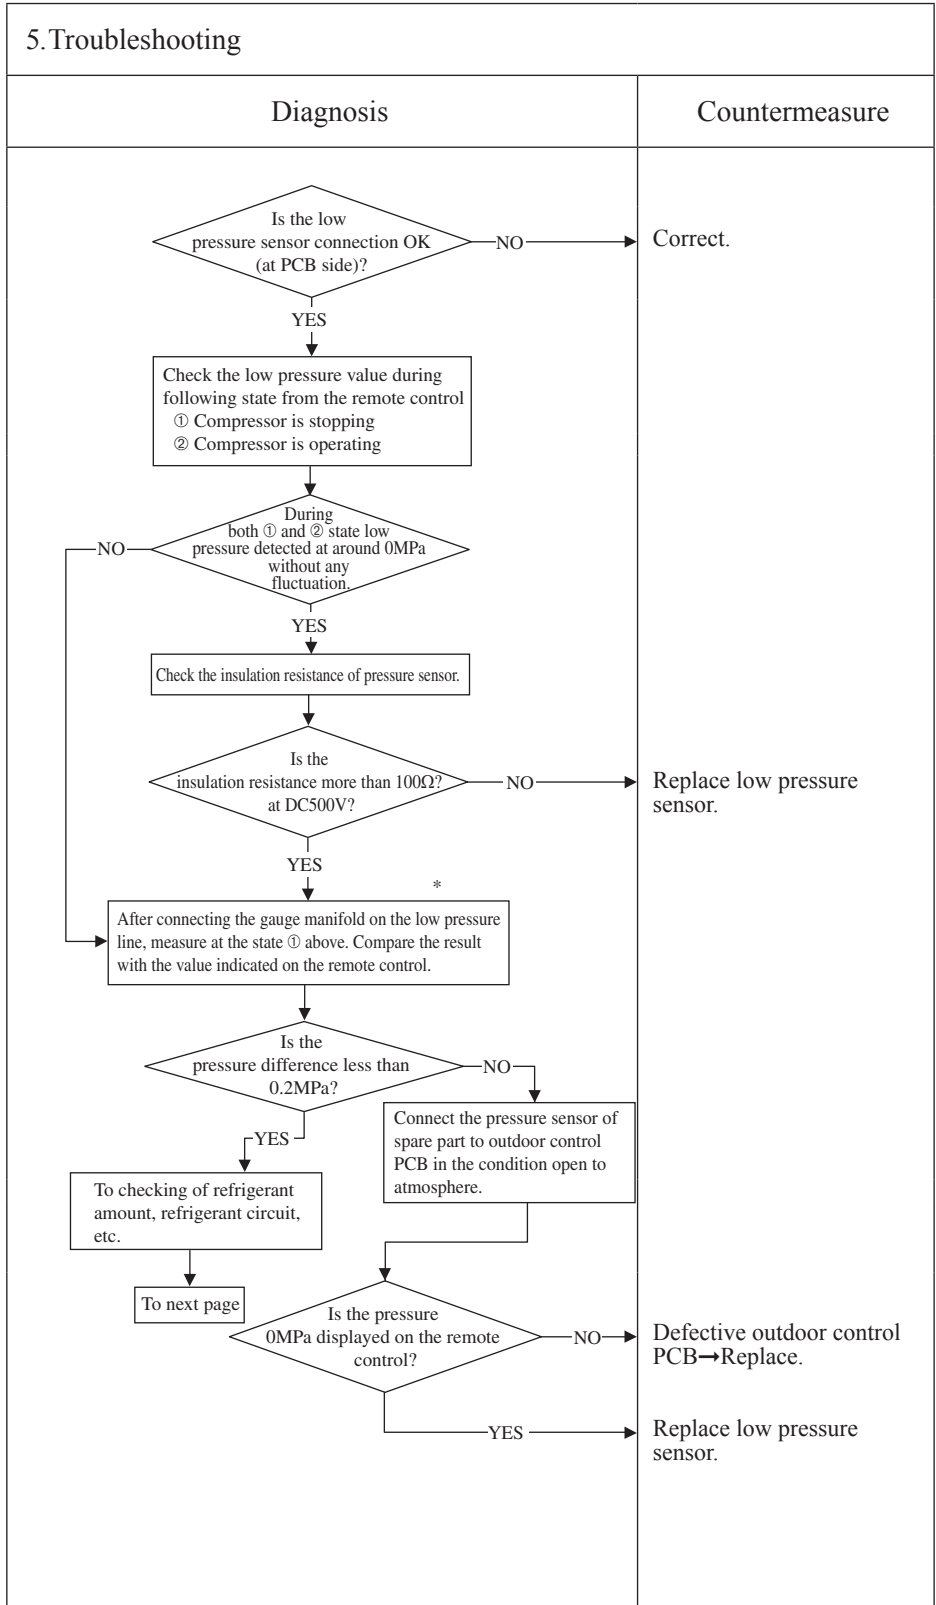 5.Troubleshooting
Diagnosis
Countermeasure
Is the low
pressure sensor connection OK
(at PCB side)?
NO
Correct.
YES
Check the low pressure value during
following state from the remote control
① Compressor is stopping
② Compressor is operating
During
both ① and ② state low
pressure detected at around 0MPa
without any
fluctuation.
NO
YES
Check the insulation resistance of pressure sensor.
Is the
insulation resistance more than 100Ω?
at DC500V?
NO
Replace low pressure
sensor.
YES
*
After connecting the gauge manifold on the low pressure
line, measure at the state ① above. Compare the result
with the value indicated on the remote control.
Is the
pressure difference less than
0.2MPa?
NO
YES
Connect the pressure sensor of
spare part to outdoor control
PCB in the condition open to
atmosphere.
To checking of refrigerant
amount, refrigerant circuit,
etc.
To next page
Is the pressure
0MPa displayed on the remote
control?
NO
Defective outdoor control
PCB→Replace.
YES
Replace low pressure
sensor.